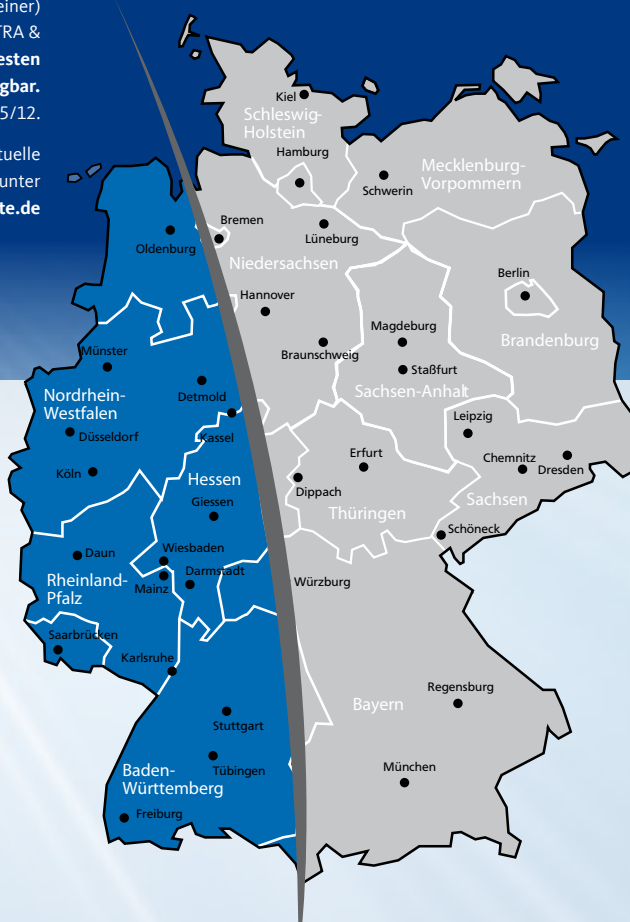 einer)
TRA &
esten
gbar.
5/12.
tuelle
unter
te.de
Kiel
Schleswig-
Holstein
Hamburg
Mecklenburg-
Vorpommern
Schwerin
Bremen
Oldenburg
Lüneburg
Niedersachsen
Berlin
Hannover
Magdeburg
Brandenburg
Braunschweig
Münster
Staßfurt
Sachsen-Anhalt
Detmold
Nordrhein-
Westfalen
Leipzig
Düsseldorf
Kassel
Erfurt
Chemnitz
Dresden
Köln
Hessen
Dippach
Sachsen
Giessen
Thüringen
Schöneck
Daun
Wiesbaden
Darmstadt
Rheinland-
Pfalz
Mainz
Würzburg
Saarbrücken
Karlsruhe
Regensburg
Bayern
Stuttgart
München
Tübingen
Baden-
Württemberg
Freiburg